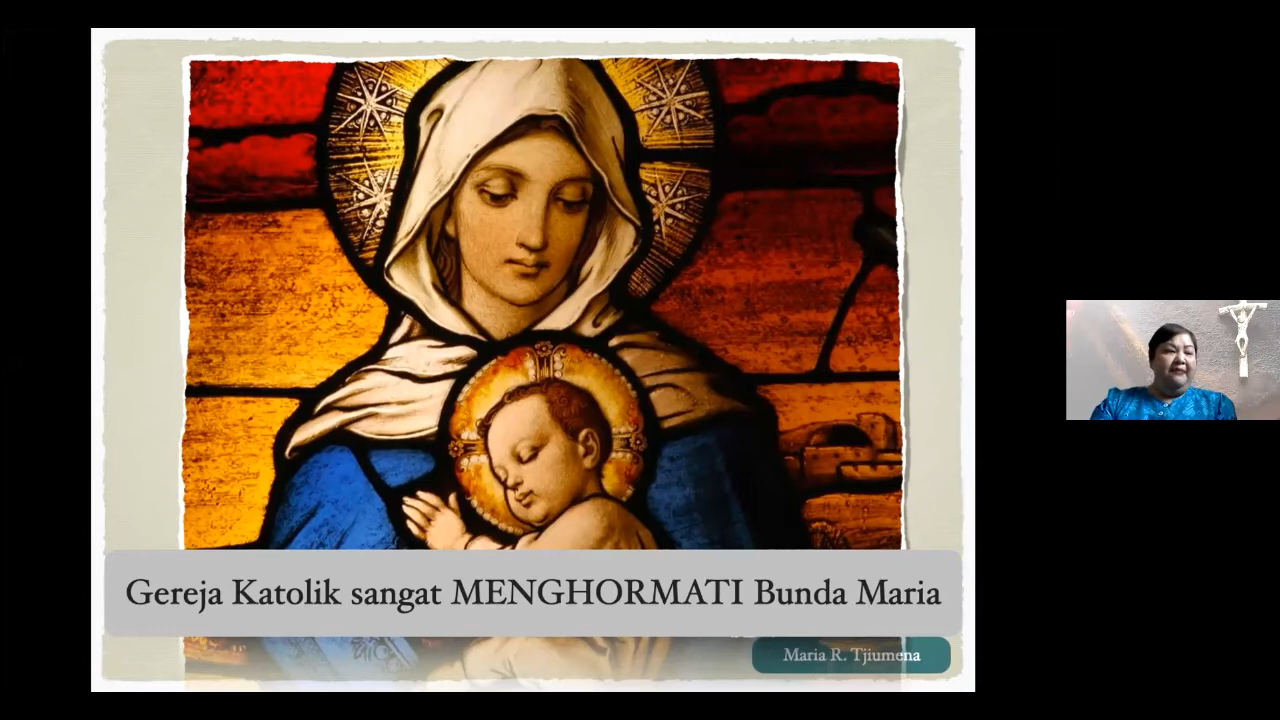 Gereja Katolik sangat MENGHORMATI Bunda Maria
Maria R. Tjiumena